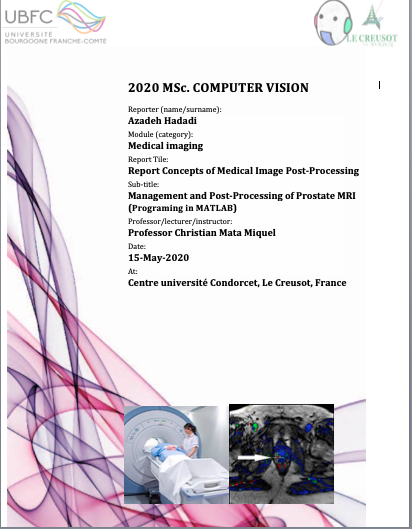 UBFC
UNIVERSITÉ
BOURGOGNE FRANCHE-COMTÉ
LE CREUSOT
2020 MSc. COMPUTER VISION
Reporter (name/surname):
Azadeh Hadadi
Module (category):
Medical imaging
Report Tile:
Report Concepts of Medical Image Post-Processing
Sub-title:
Management and Post-Processing of Prostate MRI
(Programing in MATLAB)
Professor/lecturer/instructor:
Professor Christian Mata Miquel
Date:
15-May-2020
At:
Centre université Condorcet, Le Creusot, France